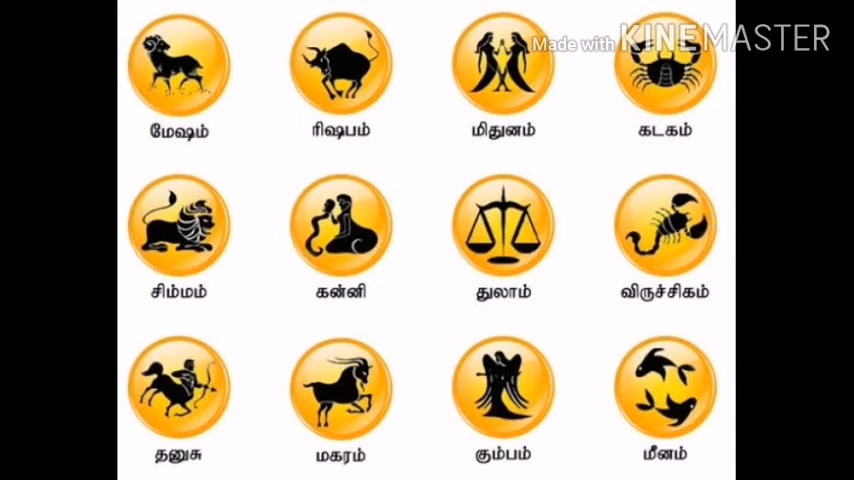 Made with KINEMASTER
மேஷம் ரிஷபம் மிதுனம் கடகம்
சிம்மம் கன்னி துலாம் விருச்சிகம்
தனுசு மகரம் கும்பம் மீனம்